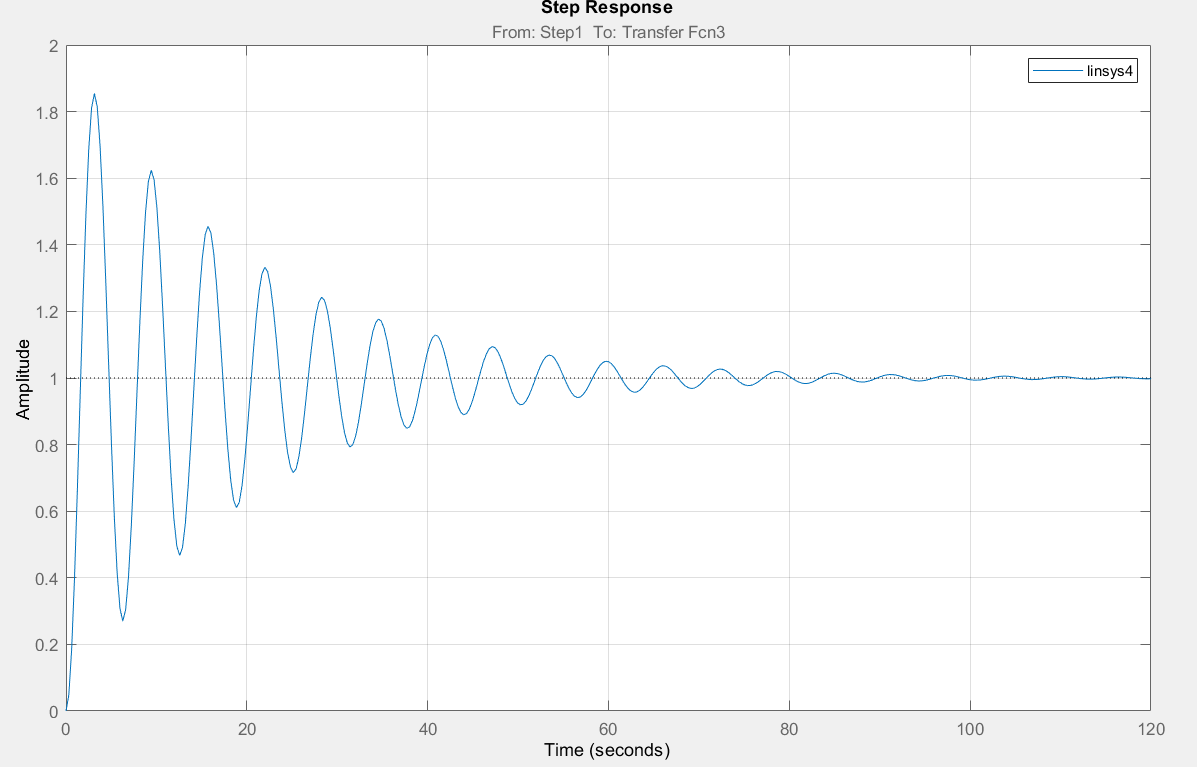 Step Response
From: Step1  To: Transfer Fcn3
linsys4
2
1.8
1.6
1.4
1.2
1
0.8
0.6
0.4
0.2
0
Amplitude
0 20 40 60 80 100 120
Time (seconds)